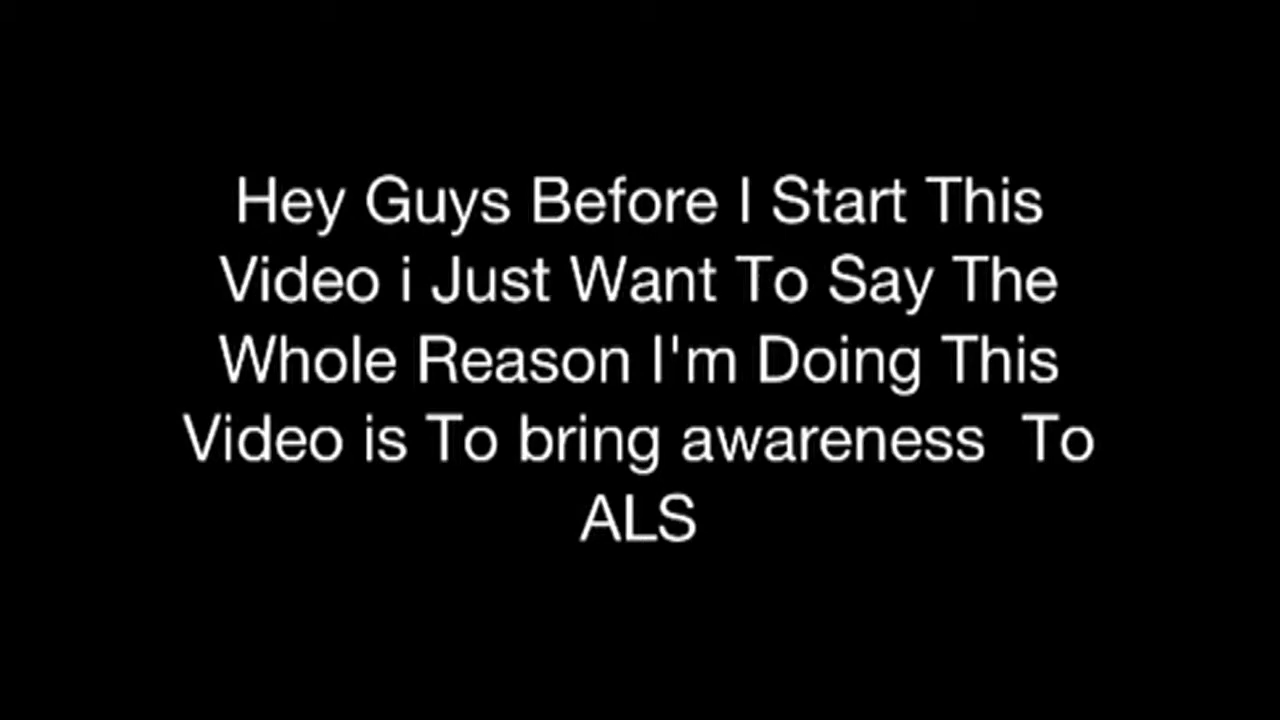 Hey Guys Before I Start This
Video i Just Want To Say The
Whole Reason I'm Doing This
Video is To bring awareness  To
ALS